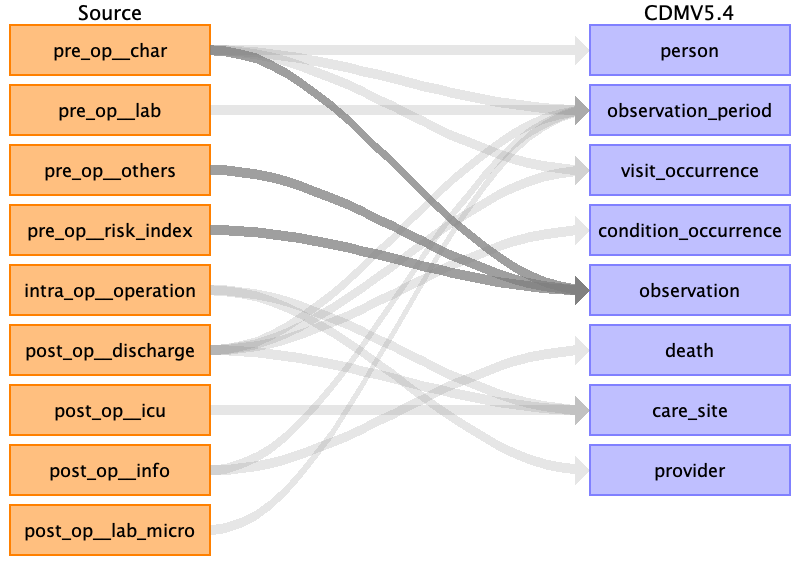 Source
CDMV5.4
pre_op__char
person
pre_op__lab
observation_period
pre_op__others
visit_occurrence
pre_op__risk_index
condition_occurrence
intra_op__operation
observation
post_op__discharge
death
post_op__icu
care_site
post_op__info
provider
post_op__lab_micro